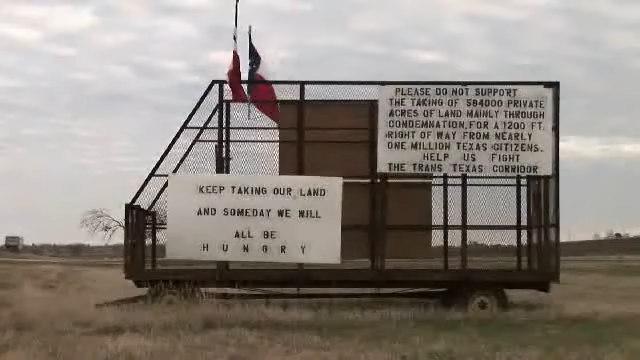 PLEASE DO NOT SUPPORT
THE TAKING OF 584000 PRIVATE
ACRES OF LAND MAINLY THROUGH
CONDEMNATION, FOR A 1200 FT.
RIGHT OF WAY FROM NEARLY
ONE MILLION TEXAS CITIZENS.
HELP US FIGHT
THE TRANS TEXAS CORRIDOR
KEEP TAKING OUR LAND
AND SOMEDAY WE WILL
ALL BE
HUNGRY